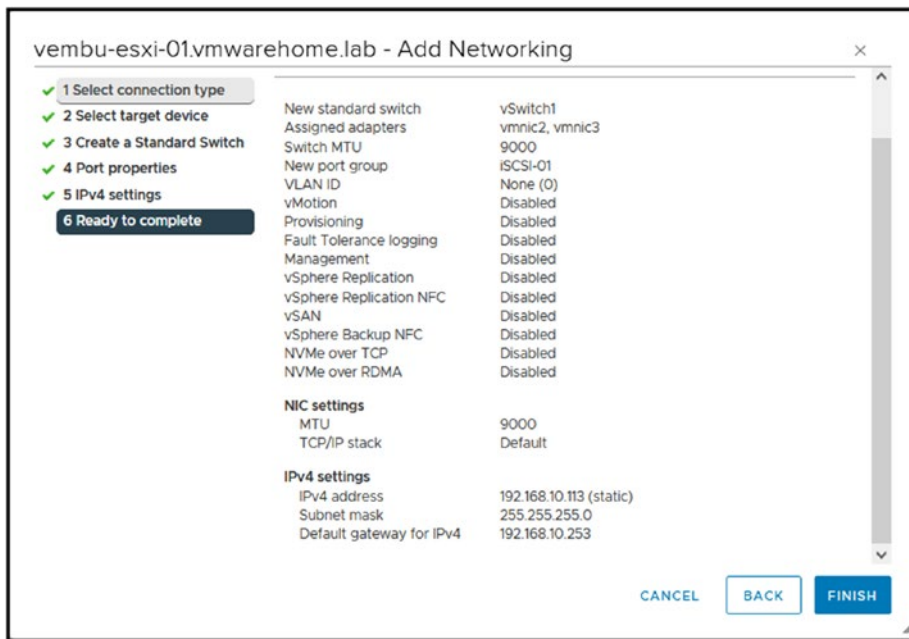 vembu-esxi-01.vmwarehome.lab - Add Networking
1 Select connection type
2 Select target device
3 Create a Standard Switch
4 Port properties
5 IPv4 settings
6 Ready to complete
New standard switch vSwitch1
Assigned adapters vmnic2, vmnic3
Switch MTU 9000
New port group iSCSI-01
VLAN ID None (0)
vMotion Disabled
Provisioning Disabled
Fault Tolerance logging Disabled
Management Disabled
vSphere Replication Disabled
vSphere Replication NFC Disabled
vSAN Disabled
vSphere Backup NFC Disabled
NVMe over TCP Disabled
NVMe over RDMA Disabled
NIC settings
MTU 9000
TCP/IP stack Default
IPv4 settings
IPv4 address 192.168.10.113 (static)
Subnet mask 255.255.255.0
Default gateway for IPv4 192.168.10.253
CANCEL BACK FINISH